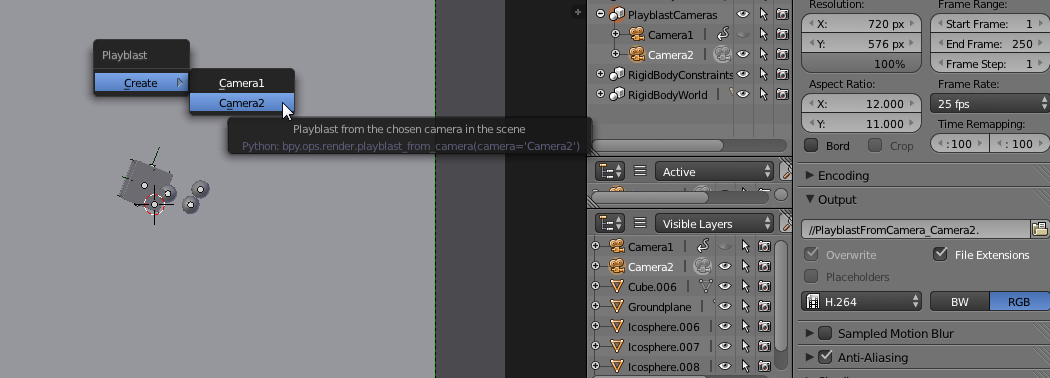 Playblast
Create
Camera1
Camera2
Playblast from the chosen camera in the scene
Python: bpy.ops.render.playblast_from_camera(camera='Camera2')
PlayblastCameras
Camera1
Camera2
RigidBodyConstraints
RigidBodyWorld
Active
Visible Layers
Camera1
Camera2
Cube.006
Groundplane
Icosphere.006
Icosphere.007
Icosphere.008
Resolution:
X: 720 px
Y: 576 px
100%
Aspect Ratio:
X: 12.000
Y: 11.000
Bord
Crop
Frame Range:
Start Frame: 1
End Frame: 250
Frame Step: 1
Frame Rate:
25 fps
Time Remapping:
: 100
: 100
Encoding
Output
//PlayblastFromCamera_Camera2.
Overwrite
File Extensions
Placeholders
H.264
BW
RGB
Sampled Motion Blur
Anti-Aliasing